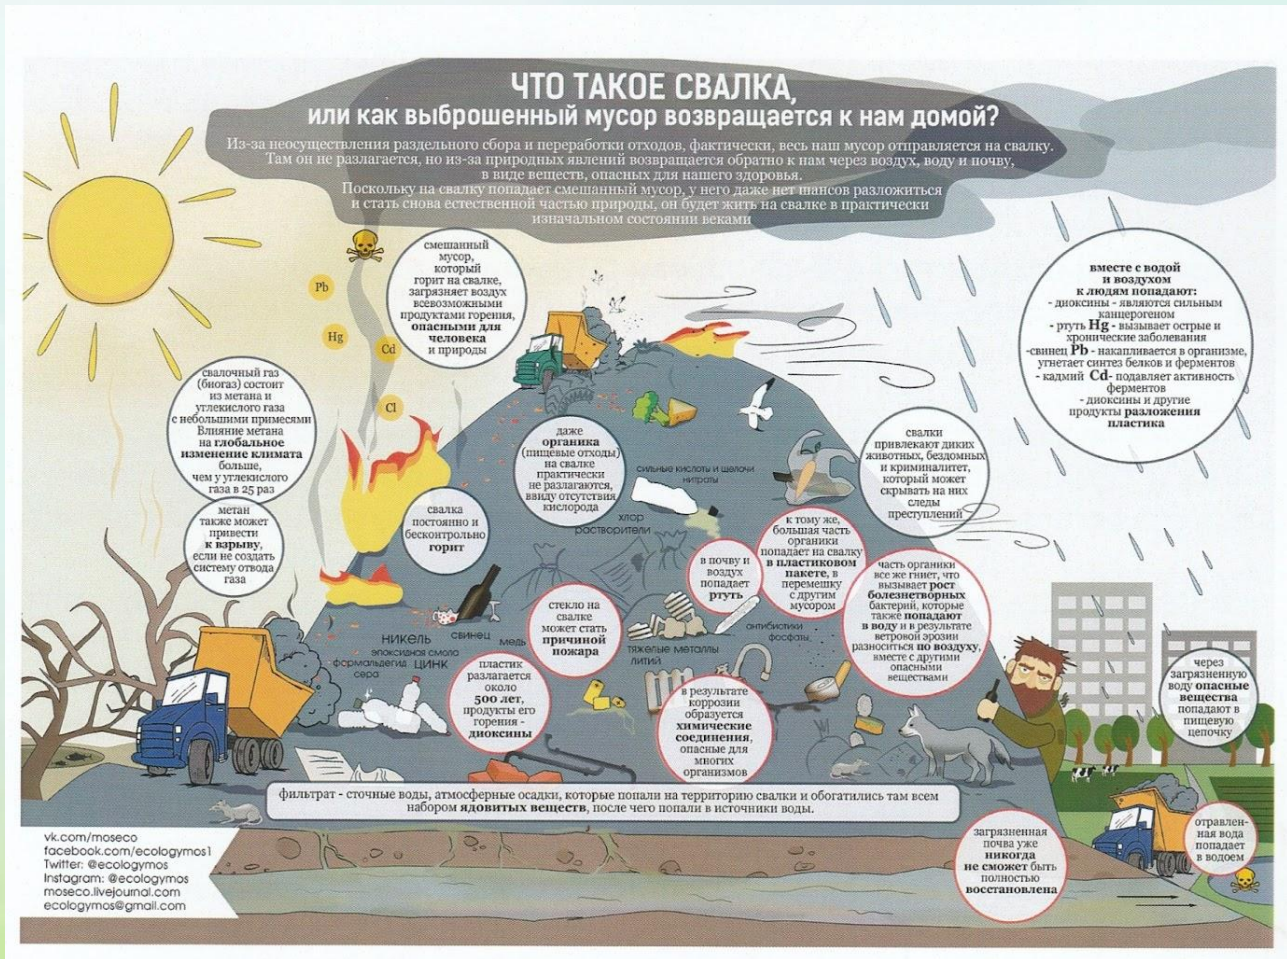 ЧТО ТАКОЕ СВАЛКА,
или как выброшенный мусор возвращается к нам домой?
Из-за неосуществления раздельного сбора и переработки отходов, фактически, весь наш мусор отправляется на свалку.
Там он не разлагается, но из-за природных явлений возвращается обратно к нам через воздух, воду и почву,
в виде веществ, опасных для нашего здоровья.
Поскольку на свалку попадает смешанный мусор, у него даже нет шансов разложиться
и стать снова естественной частью природы, он будет жить на свалке в практически
изначальном состоянии веками
Pb
Hg
Cd
Cl
смешанный
мусор,
который
горит на свалке,
загрязняет воздух
всевозможными
продуктами горения,
опасными для
человека
и природы
вместе с водой
и воздухом
к людям попадают:
- диоксины - являются сильным
канцерогеном
- ртуть Hg - вызывает острые и
хронические заболевания
-свинец Pb - накапливается в организме,
угнетает синтез белков и ферментов
- кадмий Cd- подавляет активность
ферментов
- диоксины и другие
продукты разложения
пластика
свалочный газ
(биогаз) состоит
из метана и
углекислого газа
с небольшими примесями
Влияние метана
на глобальное
изменение климата
больше,
чем у углекислого
газа в 25 раз
метан
также может
привести
к взрыву,
если не создать
систему отвода
газа
свалка
постоянно и
бесконтрольно
горит
даже
органика
(пищевые отходы)
на свалке
практически
не разлагаются,
ввиду отсутствия
кислорода
сильные кислоты и щелочи
нитраты
хлор
растворители
свалки
привлекают диких
животных, бездомных
и криминалитет,
который может
скрывать на них
следы
преступлений
в почву и
воздух
попадает
ртуть
к тому же,
большая часть
органики
попадает на свалку
в пластиковом
пакете, в
перемешку
с другим
мусором
часть органики
все же гниет, что
вызывает рост
болезнетворных
бактерий, которые
также попадают
в воду и в результате
ветровой эрозии
разноситься по воздуху,
вместе с другими
опасными
веществами
никель
свинец
медь
эпоксидная смола
формальдегид
цинк
сера
стекло на
свалке
может стать
причиной
пожара
антибиотики
фосфаты
тяжелые металлы
литий
пластик
разлагается
около
500 лет,
продукты его
горения -
диоксины
в результате
коррозии
образуется
химические
соединения,
опасные для
многих
организмов
через
загрязненную
воду опасные
вещества
попадают в
пищевую
цепочку
фильтрат - сточные воды, атмосферные осадки, которые попали на территорию свалки и обогатились там всем
набором ядовитых веществ, после чего попали в источники воды.
загрязненная
почва уже
никогда
не сможет быть
полностью
восстановлена
отравлен-
ная вода
попадает
в водоем
vk.com/moseco
facebook.com/ecologymos1
Twitter: @ecologymos
Instagram: @ecologymos
moseco.livejournal.com
ecologymos@gmail.com